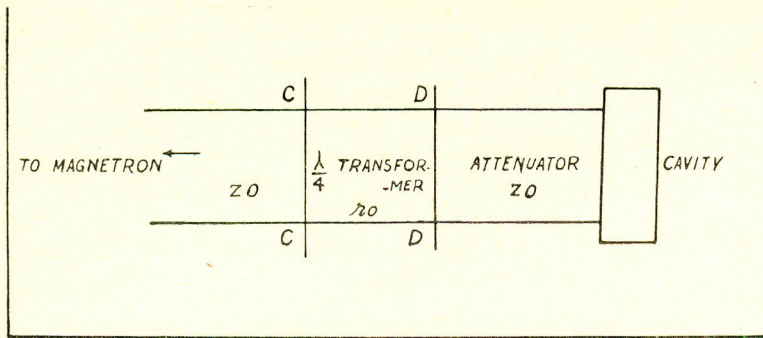 C D
TO MAGNETRON
λ/4 TRANSFOR-
-MER
ATTENUATOR
CAVITY
ZO
ro
ZO
C D